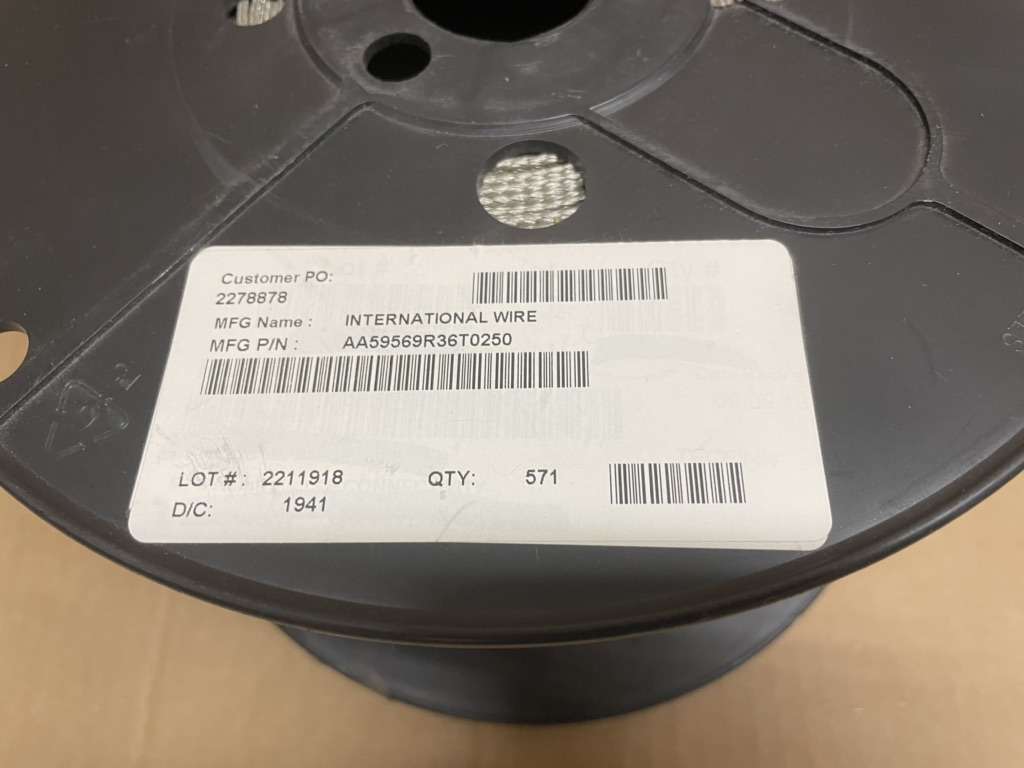 Customer PO:
2278878
MFG Name : INTERNATIONAL WIRE
MFG P/N : AA59569R36T0250
LOT # : 2211918 QTY: 571
D/C: 1941